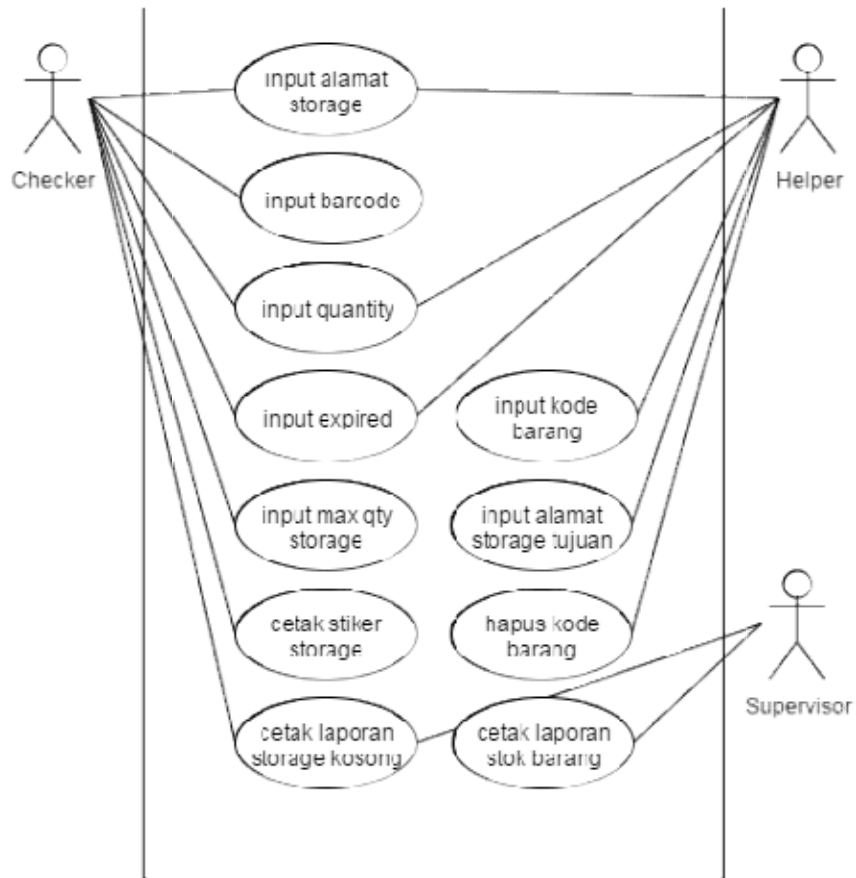 input alamat
storage
Checker
Helper
input barcode
input quantity
input expired
input kode
barang
input max qty
storage
input alamat
storage tujuan
cetak stiker
storage
hapus kode
barang
Supervisor
cetak laporan
storage kosong
cetak laporan
stok barang